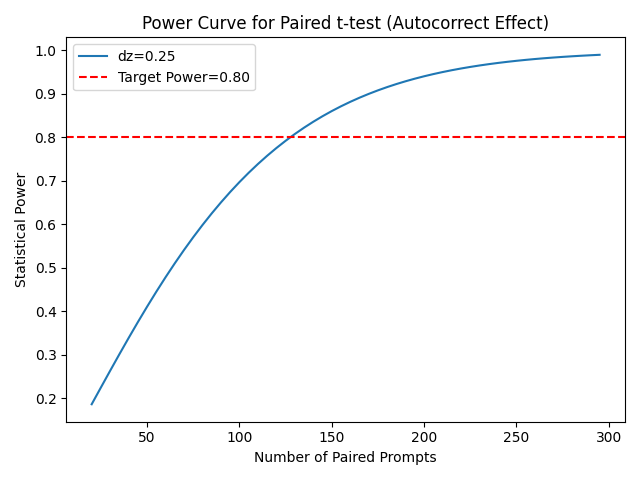 Power Curve for Paired t-test (Autocorrect Effect)
dz=0.25
Target Power=0.80
Statistical Power
1.0
0.9
0.8
0.7
0.6
0.5
0.4
0.3
0.2
50 100 150 200 250 300
Number of Paired Prompts